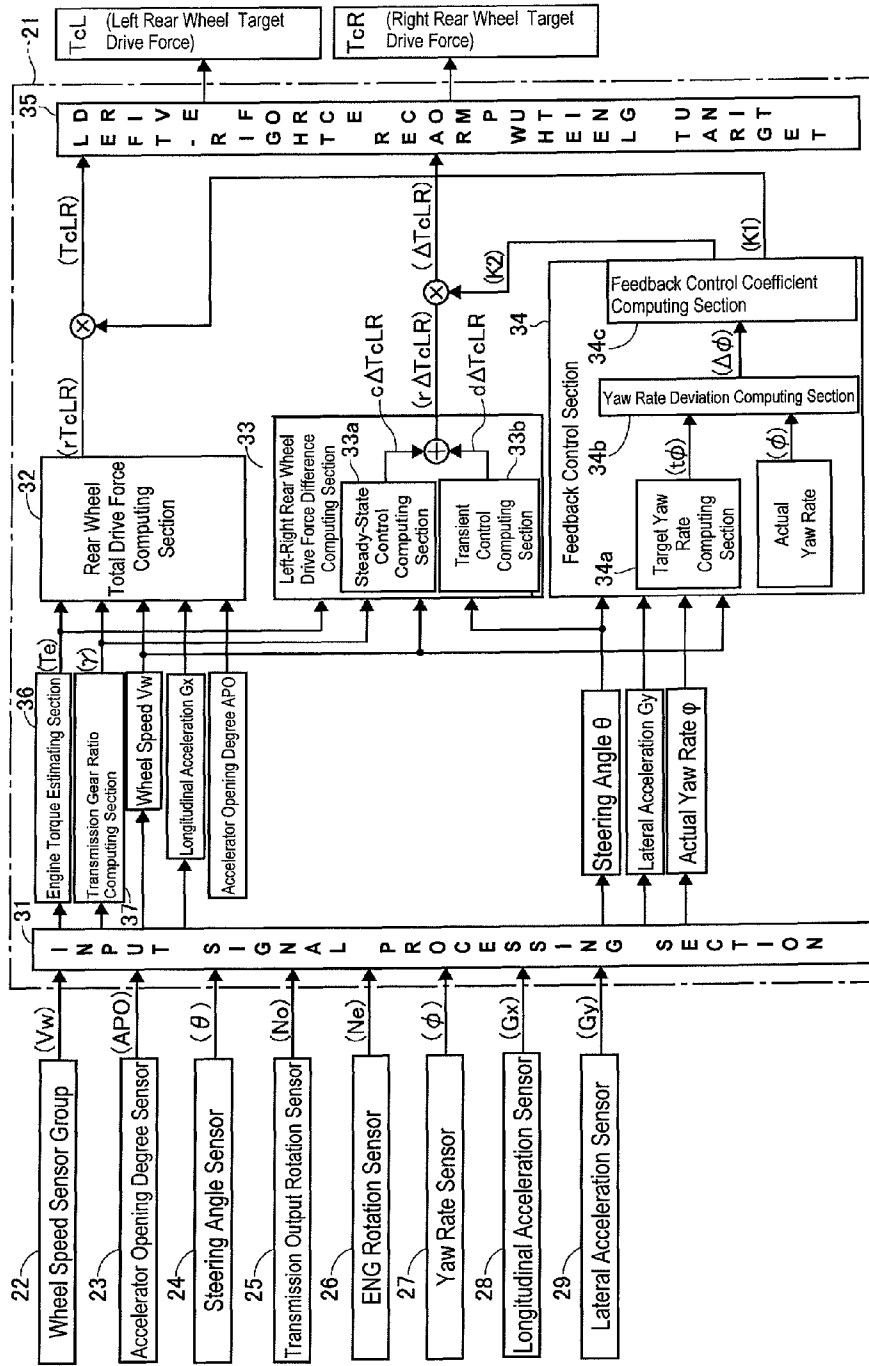 22
Wheel Speed Sensor Group
(Vw)
23
Accelerator Opening Degree Sensor
(APO)
24
Steering Angle Sensor
(θ)
25
Transmission Output Rotation Sensor
(No)
26
ENG Rotation Sensor
(Ne)
27
Yaw Rate Sensor
(ϕ)
28
Longitudinal Acceleration Sensor
(Gx)
29
Lateral Acceleration Sensor
(Gy)
31
INPUT SIGNAL PROCESSING SECTION
36
Engine Torque Estimating Section
(Te)
Transmission Gear Ratio
Computing Section
(γ)
37
Wheel Speed Vw
Longitudinal Acceleration Gx
Accelerator Opening Degree APO
Steering Angle θ
Lateral Acceleration Gy
Actual Yaw Rate φ
32
Rear Wheel
Total Drive Force
Computing
Section
(rTcLR)
(TcLR)
33
Left-Right Rear Wheel
Drive Force Difference
Computing Section
33a
Steady-State
Control
Computing
Section
cΔTcLR
33b
Transient
Control
Computing
Section
dΔTcLR
(rΔTcLR)
(ΔTcLR)
34
Feedback Control Section
34a
Target Yaw
Rate
Computing
Section
(tϕ)
Actual
Yaw Rate
(ϕ)
34b
Yaw Rate Deviation Computing Section
(Δϕ)
34c
Feedback Control Coefficient
Computing Section
(K2)
(K1)
35
LEFT-RIGHT REAR WHEEL TARGET
DRIVE FORCE COMPUTING UNIT
21
TcL (Left Rear Wheel Target
Drive Force)
TcR (Right Rear Wheel Target
Drive Force)